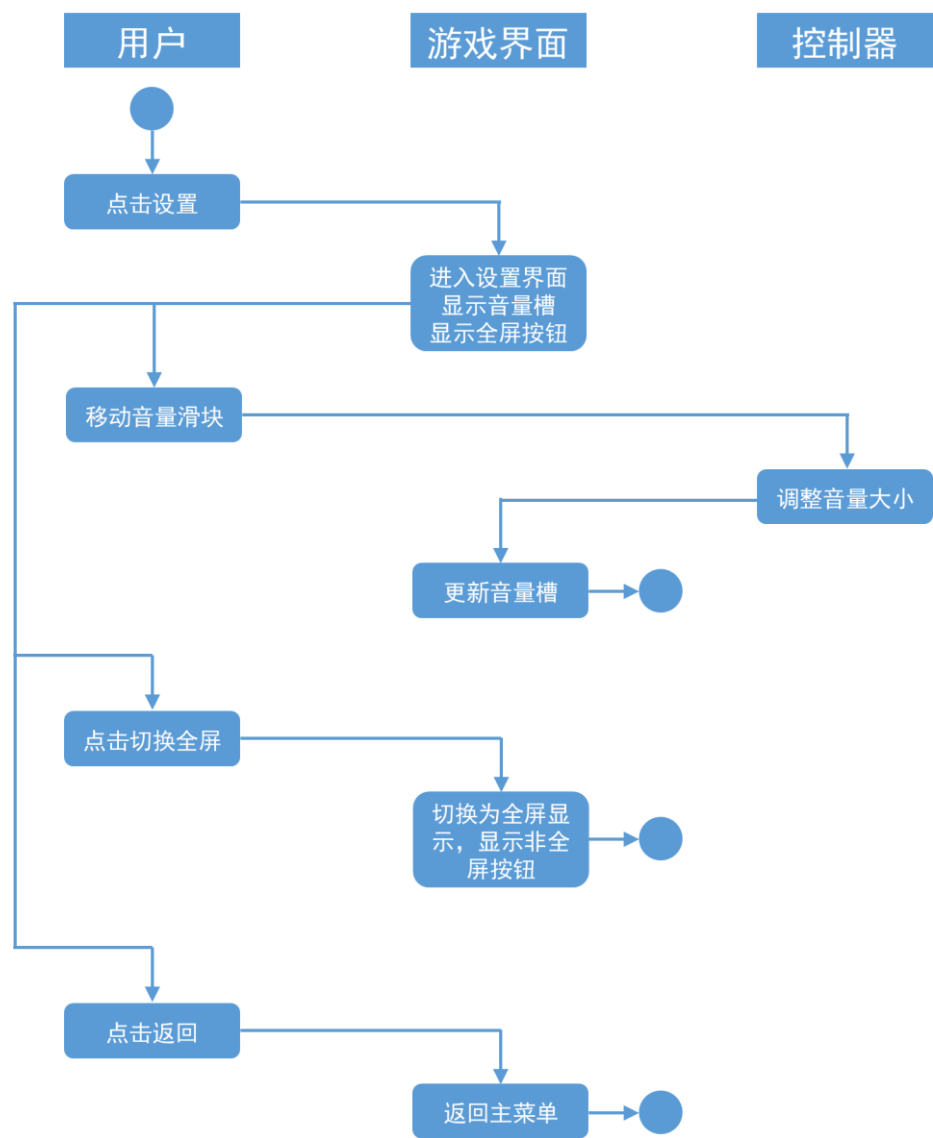 用户
游戏界面
控制器
点击设置
进入设置界面
显示音量槽
显示全屏按钮
移动音量滑块
调整音量大小
更新音量槽
点击切换全屏
切换为全屏显
示，显示非全
屏按钮
点击返回
返回主菜单